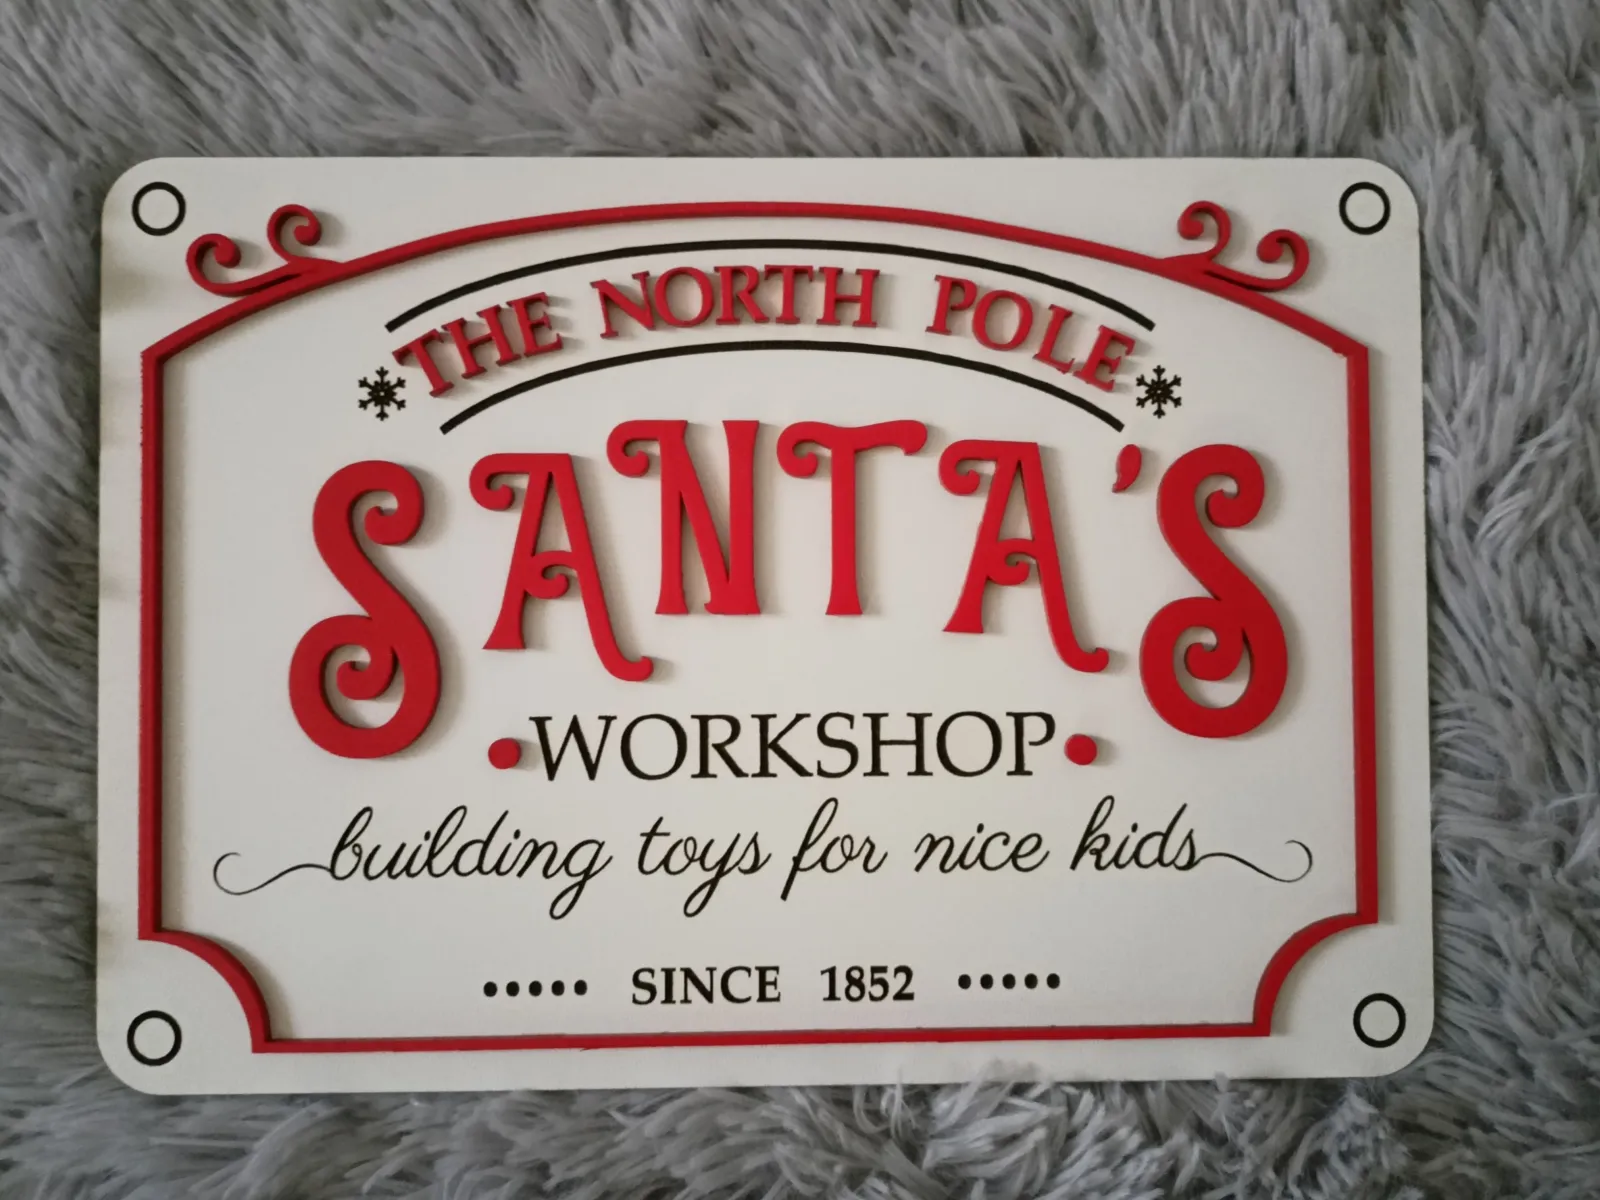 THE NORTH POLE
SANTA'S
•WORKSHOP•
building toys for nice kids
••••• SINCE 1852 •••••